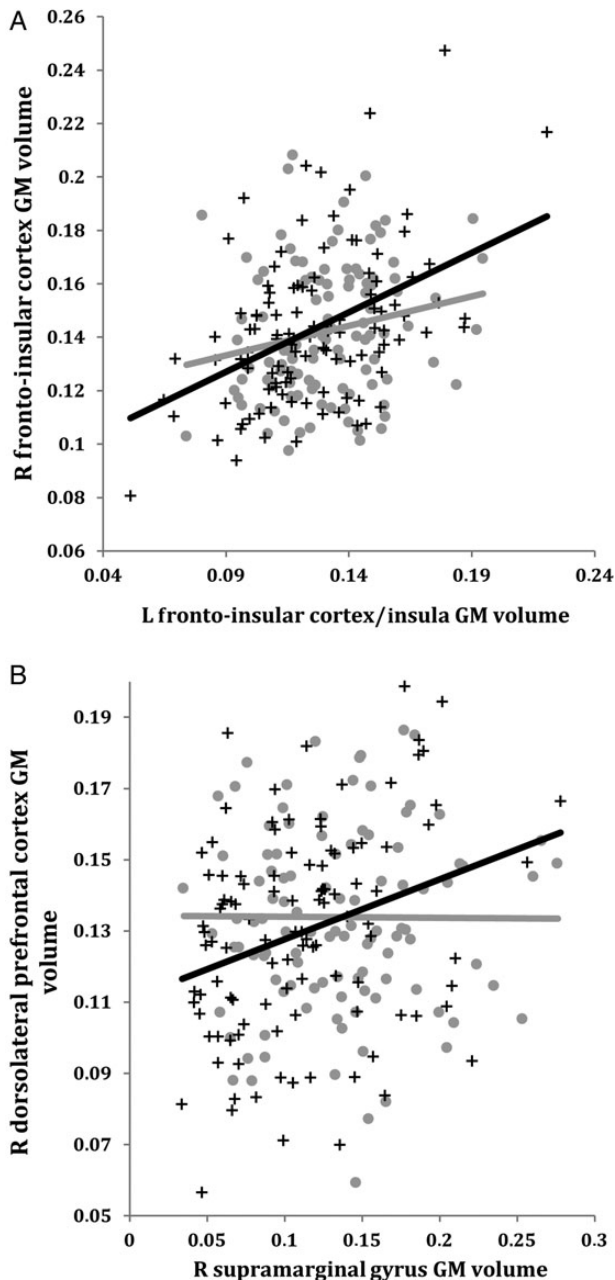 A
0.26
0.24
0.22
0.2
0.18
0.16
0.14
0.12
0.1
0.08
0.06
R fronto-insular cortex GM volume
0.04 0.09 0.14 0.19 0.24
L fronto-insular cortex/insula GM volume
B
0.19
0.17
0.15
0.13
0.11
0.09
0.07
0.05
R dorsolateral prefrontal cortex GM
volume
0 0.05 0.1 0.15 0.2 0.25 0.3
R supramarginal gyrus GM volume